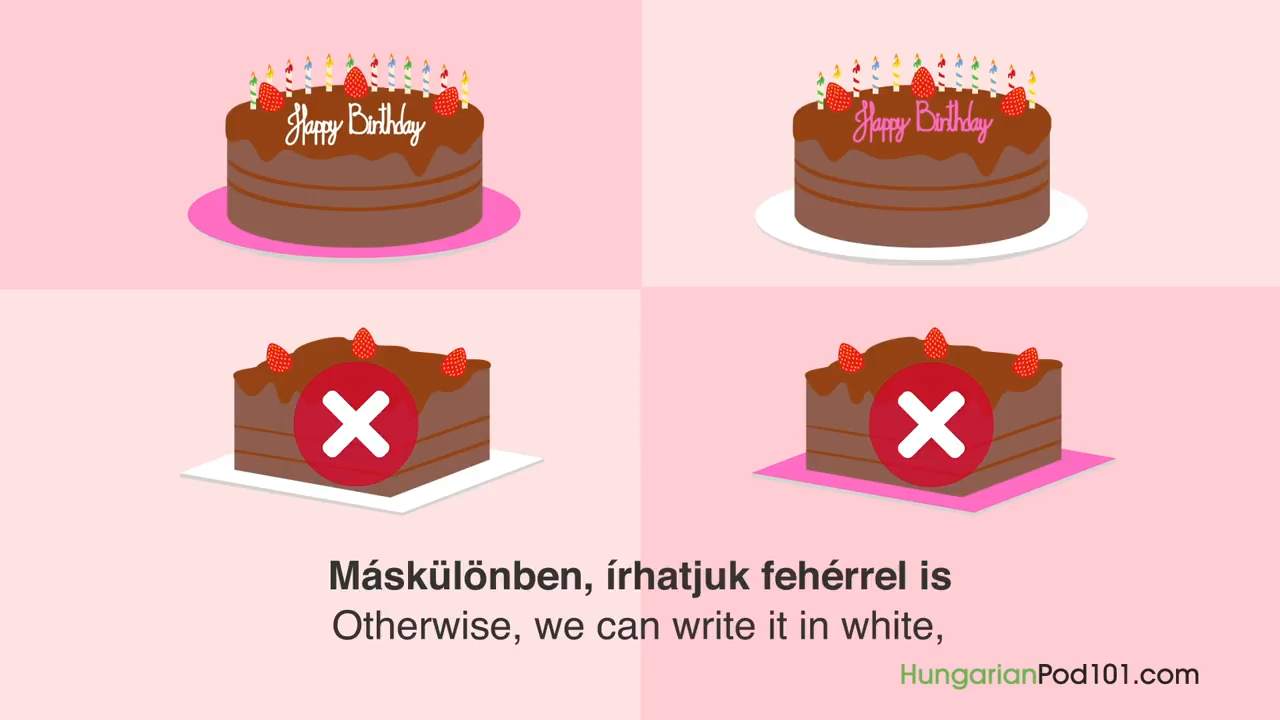 Happy Birthday
Happy Birthday
Máskülönben, írhatjuk fehérrel is
Otherwise, we can write it in white,
HungarianPod101.com